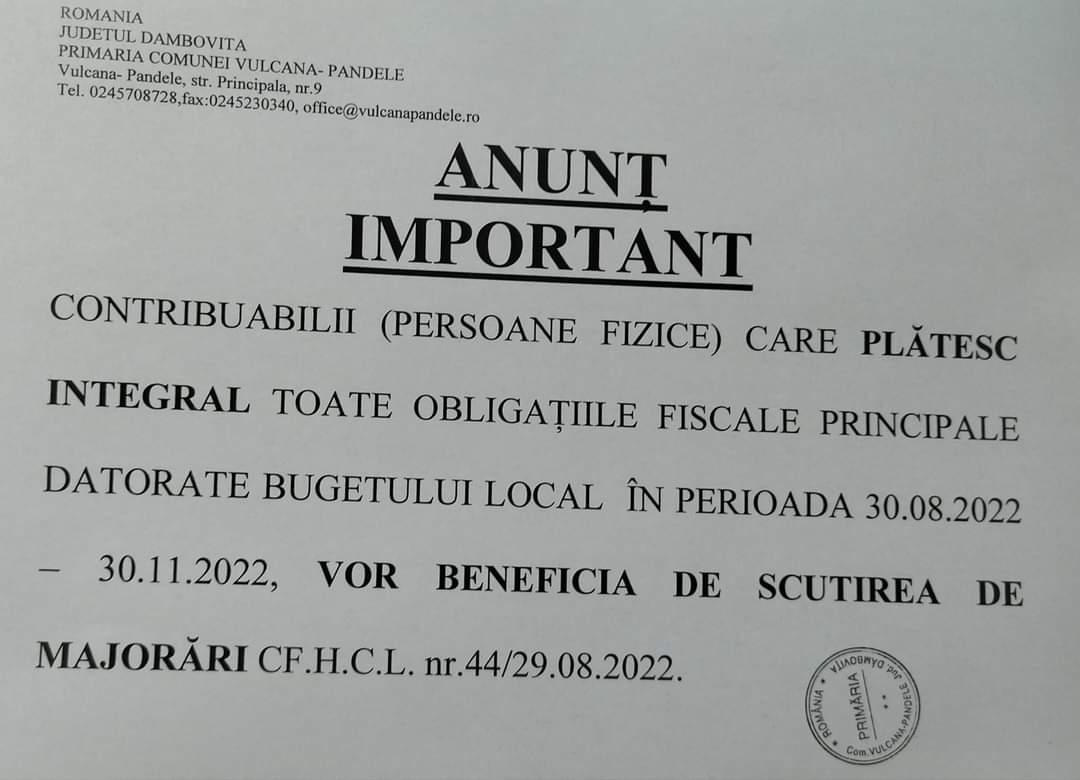 ROMANIA
JUDETUL DAMBOVITA
PRIMARIA COMUNEI VULCANA- PANDELE
Vulcana- Pandele, str. Principala, nr.9
Tel. 0245708728,fax:0245230340, office@vulcanapandele.ro
ANUNȚ
IMPORTANT
CONTRIBUABILII (PERSOANE FIZICE) CARE PLĂTESC
INTEGRAL TOATE OBLIGAȚIILE FISCALE PRINCIPALE
DATORATE BUGETULUI LOCAL ÎN PERIOADA 30.08.2022
– 30.11.2022, VOR BENEFICIA DE SCUTIREA DE
MAJORĂRI CF.H.C.L. nr.44/29.08.2022.
* ROMÂNIA * Jud. DÂMBOVIȚA
PRIMĂRIA
* *
Com. VULCANA-PANDELE